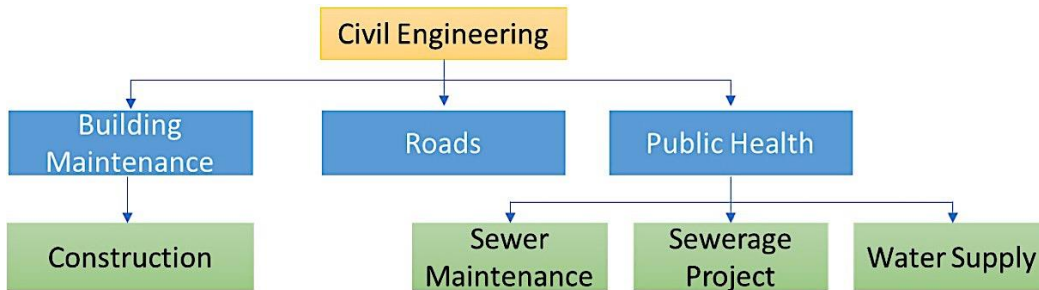 Civil Engineering
Building
Maintenance
Roads
Public Health
Construction
Sewer
Maintenance
Sewerage
Project
Water Supply